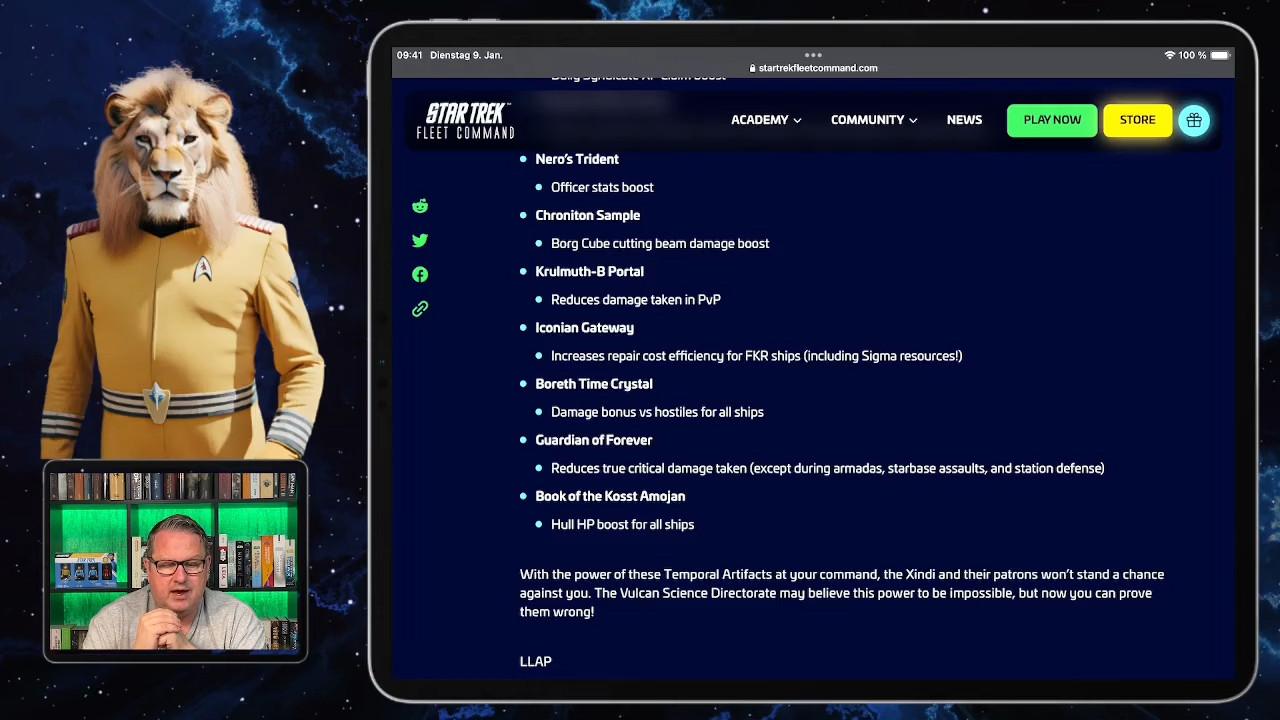 09:41 Dienstag 9. Jan.
100 %
startrekfleetcommand.com
STAR TREK
FLEET COMMAND
ACADEMY
COMMUNITY
NEWS
PLAY NOW
STORE
Nero’s Trident
Officer stats boost
Chroniton Sample
Borg Cube cutting beam damage boost
Krulmuth-B Portal
Reduces damage taken in PvP
Iconian Gateway
Increases repair cost efficiency for FKR ships (including Sigma resources!)
Boreth Time Crystal
Damage bonus vs hostiles for all ships
Guardian of Forever
Reduces true critical damage taken (except during armadas, starbase assaults, and station defense)
Book of the Kosst Amojan
Hull HP boost for all ships
With the power of these Temporal Artifacts at your command, the Xindi and their patrons won’t stand a chance
against you. The Vulcan Science Directorate may believe this power to be impossible, but now you can prove
them wrong!
LLAP